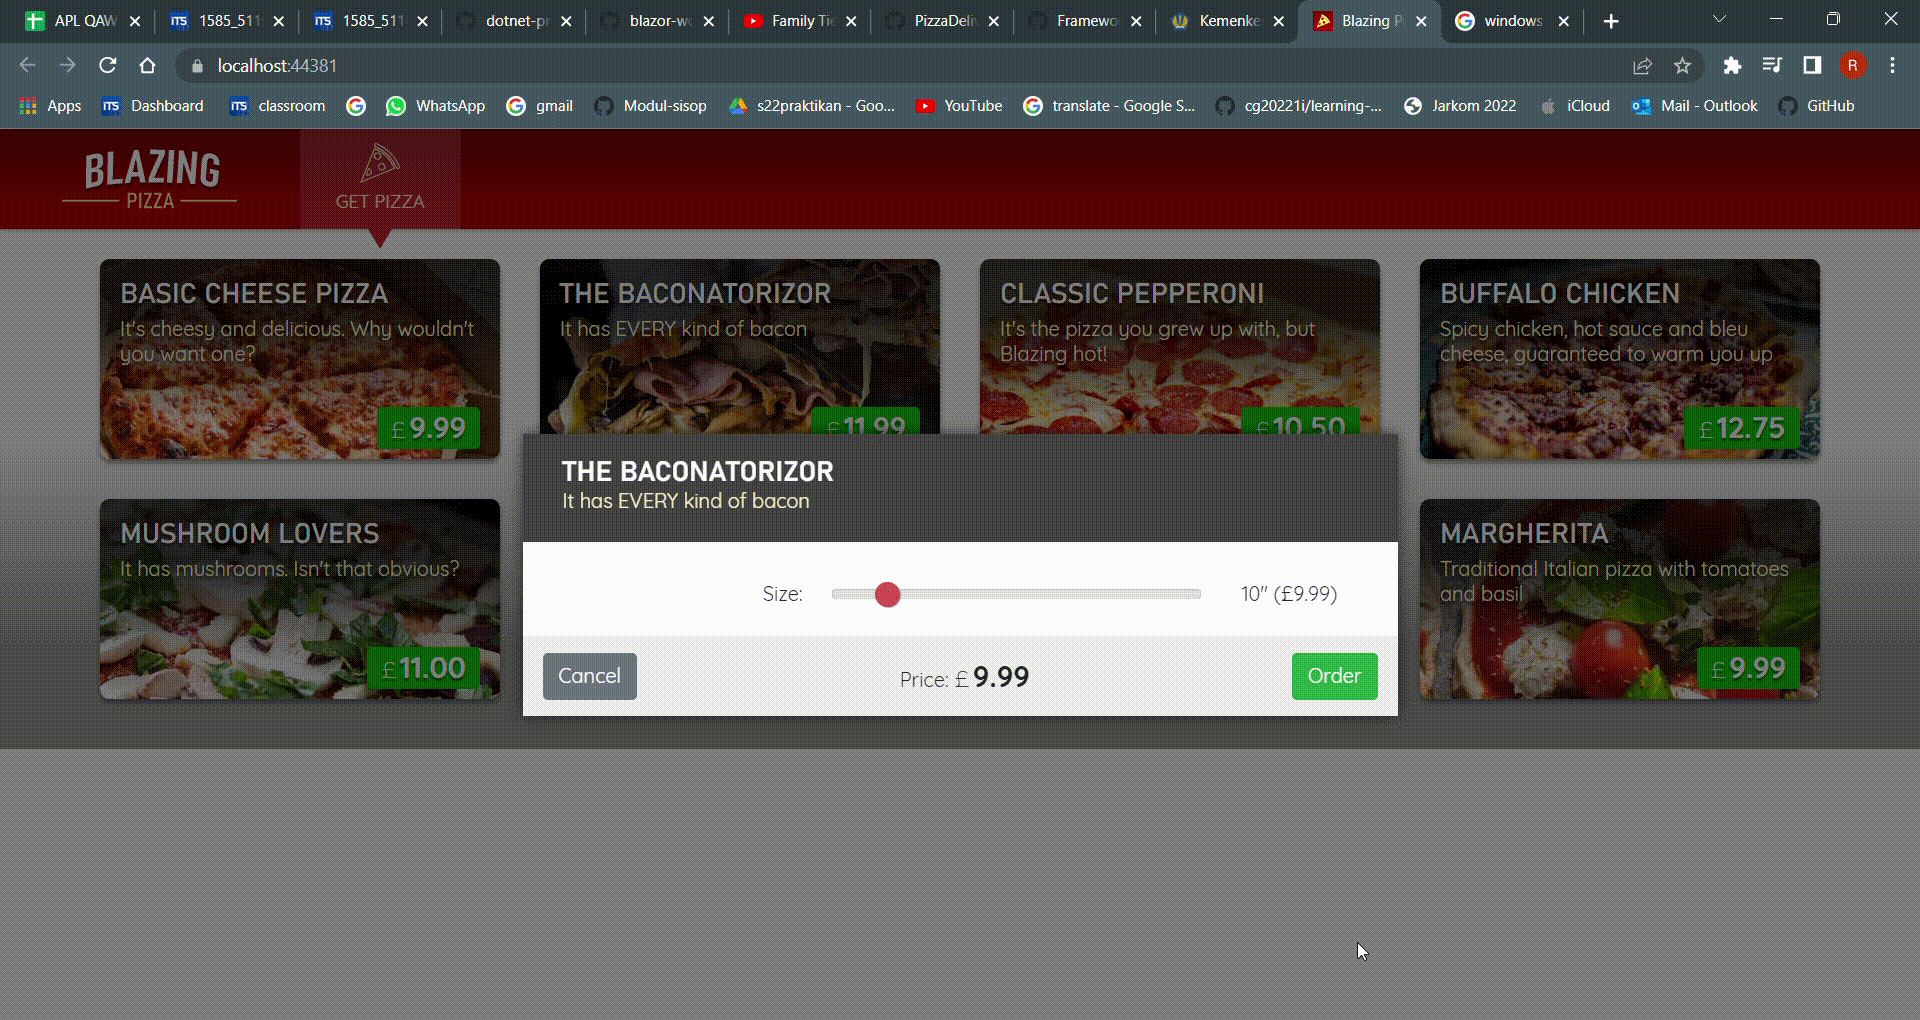 APL QAW
1585_511
1585_511
dotnet-pr
blazor-wo
Family Tie
PizzaDeliv
Framewo
Kemenke
Blazing P
windows
localhost:44381
R
Apps
ITS Dashboard
ITS classroom
WhatsApp
gmail
Modul-sisop
s22praktikan - Goo...
YouTube
translate - Google S...
cg20221i/learning-...
Jarkom 2022
iCloud
Mail - Outlook
GitHub
BLAZING
PIZZA
GET PIZZA
BASIC CHEESE PIZZA
It's cheesy and delicious. Why wouldn't
you want one?
£9.99
THE BACONATORIZOR
It has EVERY kind of bacon
£11.99
CLASSIC PEPPERONI
It's the pizza you grew up with, but
Blazing hot!
£10.50
BUFFALO CHICKEN
Spicy chicken, hot sauce and bleu
cheese, guaranteed to warm you up
£12.75
THE BACONATORIZOR
It has EVERY kind of bacon
Size:
10" (£9.99)
Cancel
Price: £9.99
Order
MUSHROOM LOVERS
It has mushrooms. Isn't that obvious?
£11.00
MARGHERITA
Traditional Italian pizza with tomatoes
and basil
£9.99